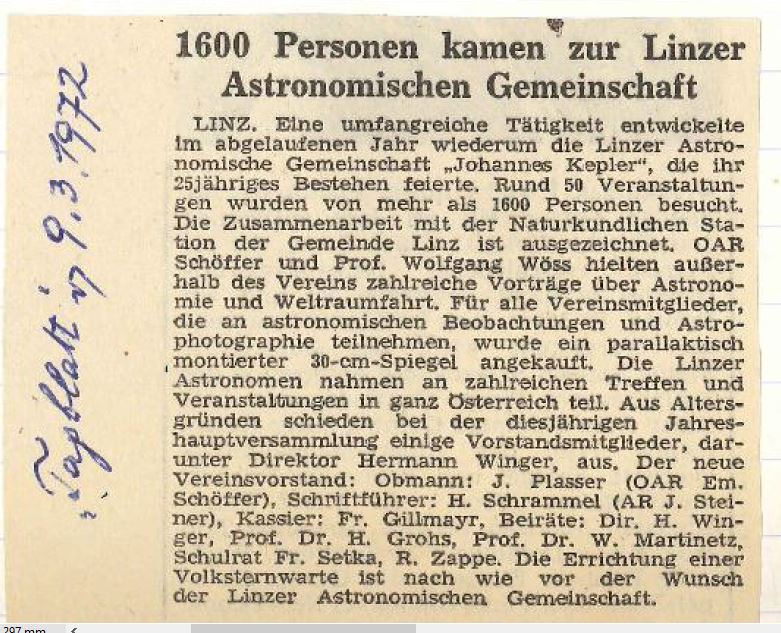 1600 Personen kamen zur Linzer
Astronomischen Gemeinschaft
LINZ. Eine umfangreiche Tätigkeit entwickelte
im abgelaufenen Jahr wiederum die Linzer Astro-
nomische Gemeinschaft „Johannes Kepler“, die ihr
25jähriges Bestehen feierte. Rund 50 Veranstaltun-
gen wurden von mehr als 1600 Personen besucht.
Die Zusammenarbeit mit der Naturkundlichen Sta-
tion der Gemeinde Linz ist ausgezeichnet. OAR
Schöffer und Prof. Wolfgang Wöss hielten außer-
halb des Vereins zahlreiche Vorträge über Astrono-
mie und Weltraumfahrt. Für alle Vereinsmitglieder,
die an astronomischen Beobachtungen und Astro-
photographie teilnehmen, wurde ein parallaktisch
montierter 30-cm-Spiegel angekauft. Die Linzer
Astronomen nahmen an zahlreichen Treffen und
Veranstaltungen in ganz Österreich teil. Aus Alters-
gründen schieden bei der diesjährigen Jahres-
hauptversammlung einige Vorstandsmitglieder, dar-
unter Direktor Hermann Winger, aus. Der neue
Vereinsvorstand: Obmann: J. Plasser (OAR Em.
Schöffer), Schriftführer: H. Schrammel (AR J. Stei-
ner), Kassier: Fr. Gillmayr, Beiräte: Dir. H. Win-
ger, Prof. Dr. H. Grohs, Prof. Dr. W. Martinetz,
Schulrat Fr. Setka, R. Zappe. Die Errichtung einer
Volksternwarte ist nach wie vor der Wunsch
der Linzer Astronomischen Gemeinschaft.
Tagblatt 9.3.1972
297 mm